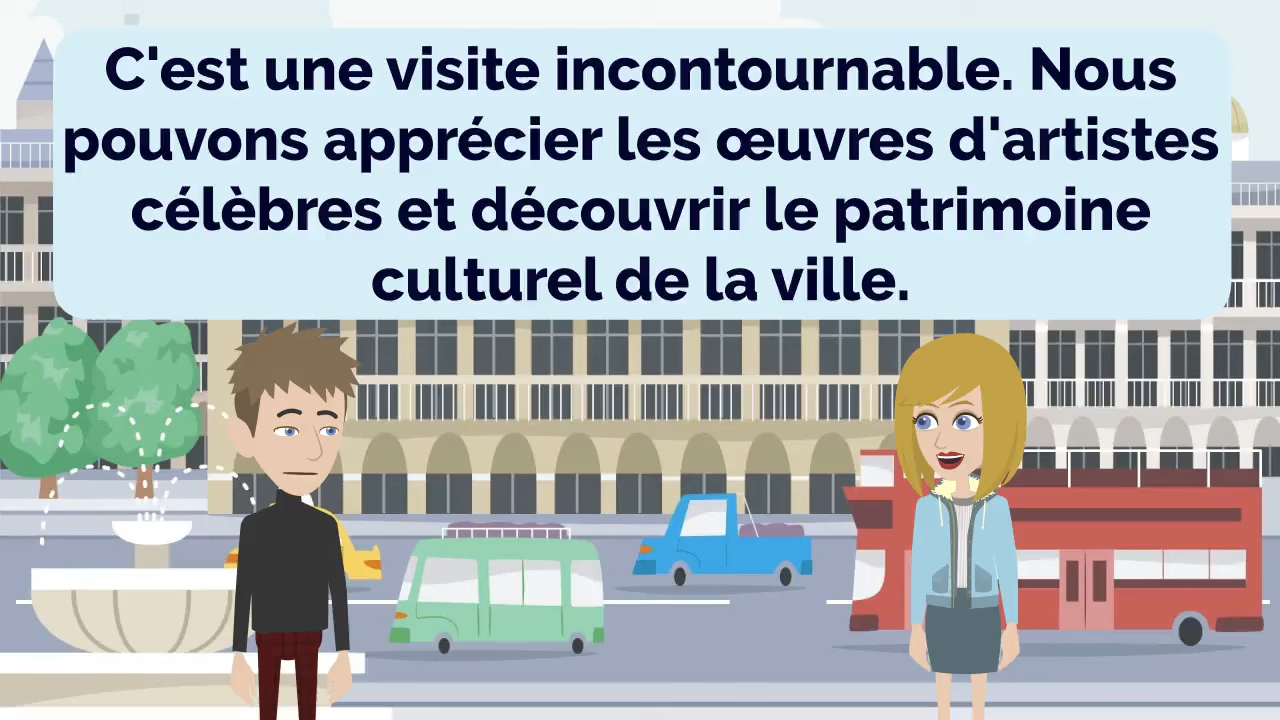 C'est une visite incontournable. Nous
pouvons apprécier les œuvres d'artistes
célèbres et découvrir le patrimoine
culturel de la ville.